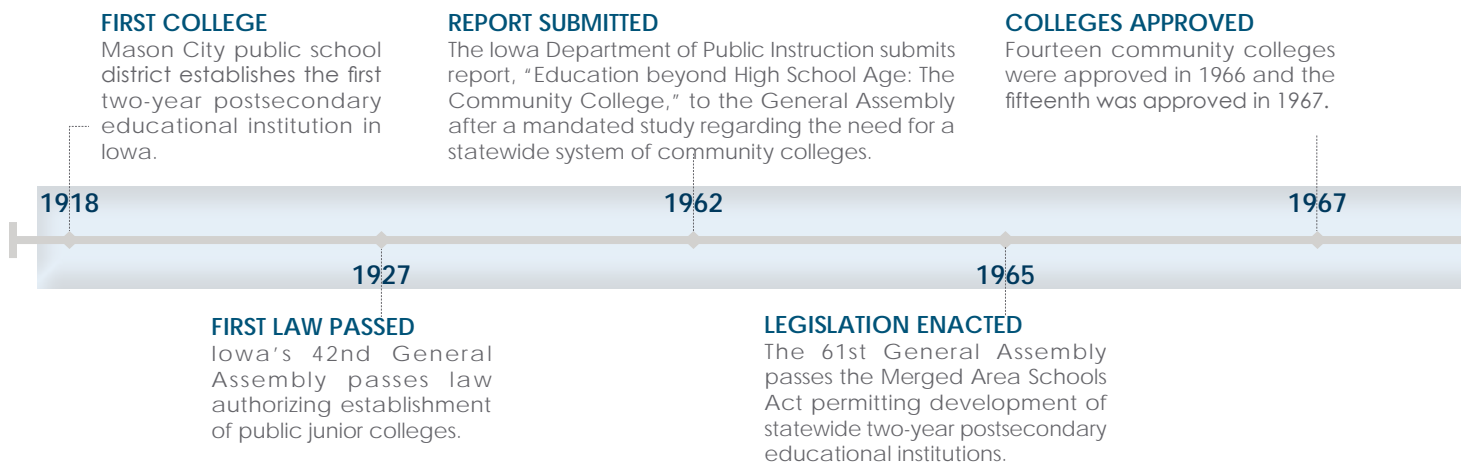 FIRST COLLEGE
Mason City public school
district establishes the first
two-year postsecondary
educational institution in
Iowa.
REPORT SUBMITTED
The Iowa Department of Public Instruction submits
report, “Education beyond High School Age: The
Community College,” to the General Assembly
after a mandated study regarding the need for a
statewide system of community colleges.
COLLEGES APPROVED
Fourteen community colleges
were approved in 1966 and the
fifteenth was approved in 1967.
1918
1962
1967
1927
1965
FIRST LAW PASSED
Iowa's 42nd General
Assembly passes law
authorizing establishment
of public junior colleges.
LEGISLATION ENACTED
The 61st General Assembly
passes the Merged Area Schools
Act permitting development of
statewide two-year postsecondary
educational institutions.